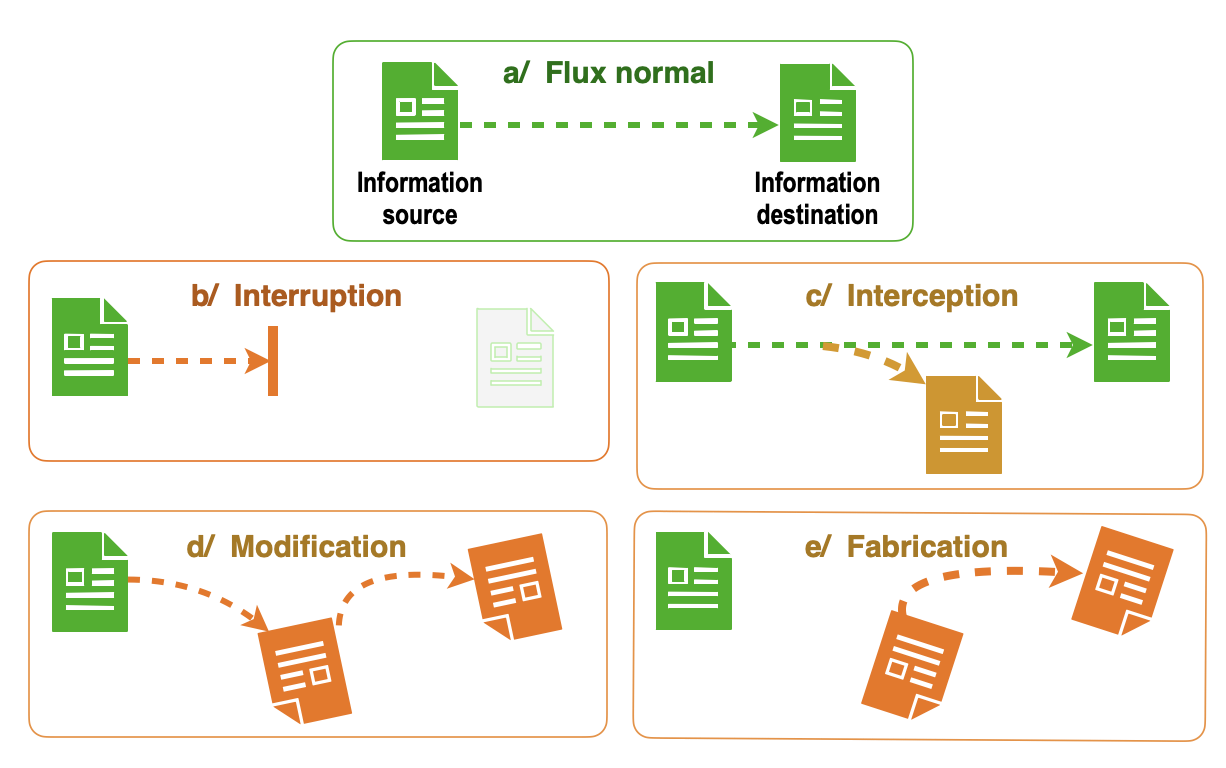 a/ Flux normal
Information
source
Information
destination
b/ Interruption
c/ Interception
d/ Modification
e/ Fabrication